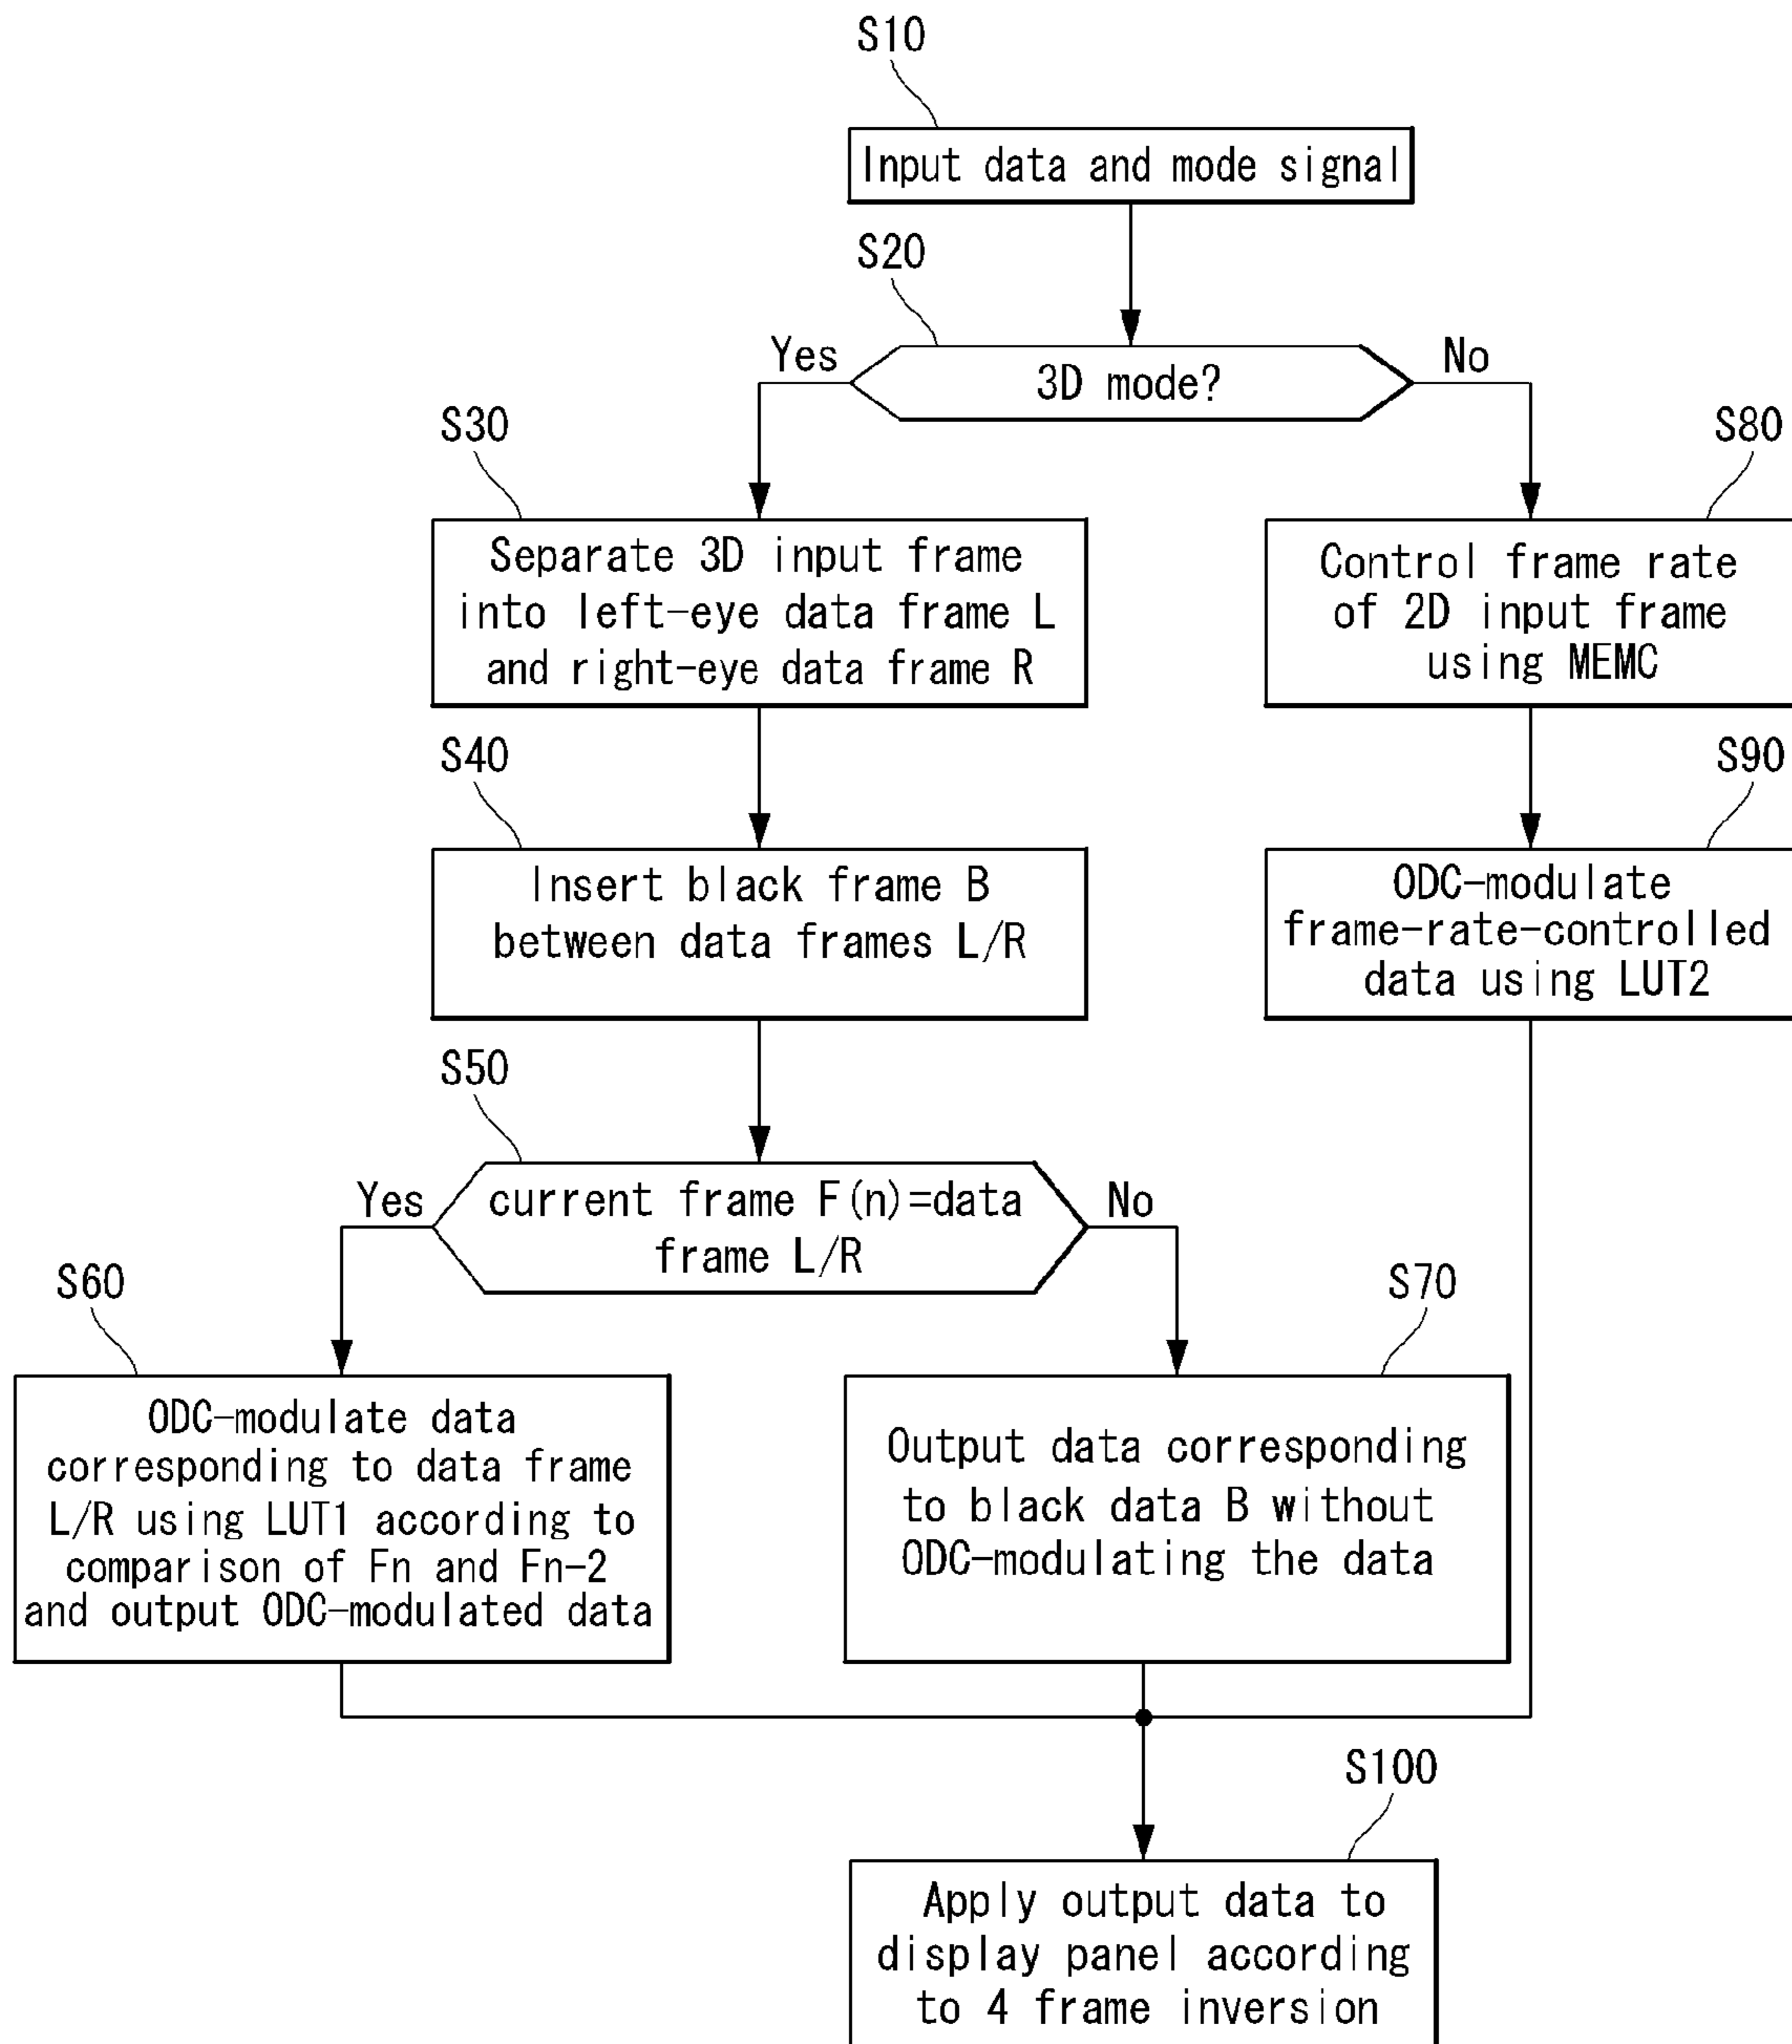 S10
Input data and mode signal
S20
Yes
3D mode?
No
S30
S80
Separate 3D input frame
into left-eye data frame L
and right-eye data frame R
Control frame rate
of 2D input frame
using MEMC
S40
S90
Insert black frame B
between data frames L/R
ODC-modulate
frame-rate-controlled
data using LUT2
S50
Yes
current frame F(n)=data
frame L/R
No
S60
S70
ODC-modulate data
corresponding to data frame
L/R using LUT1 according to
comparison of Fn and Fn-2
and output ODC-modulated data
Output data corresponding
to black data B without
ODC-modulating the data
S100
Apply output data to
display panel according
to 4 frame inversion